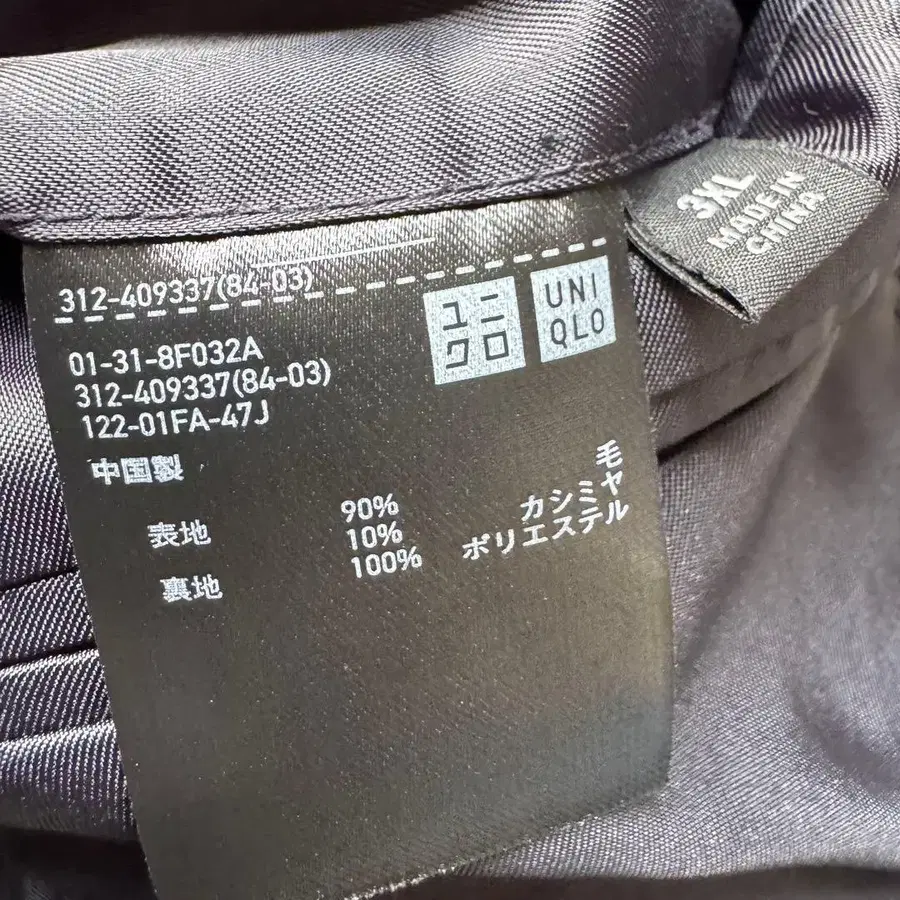 3XL
MADE IN
CHINA
312-409337(84-03)
ユニ
クロ
UNI
QLO
01-31-8F032A
312-409337(84-03)
122-01FA-47J
中国製
表地 90% 毛
10% カシミヤ
裏地 100% ポリエステル